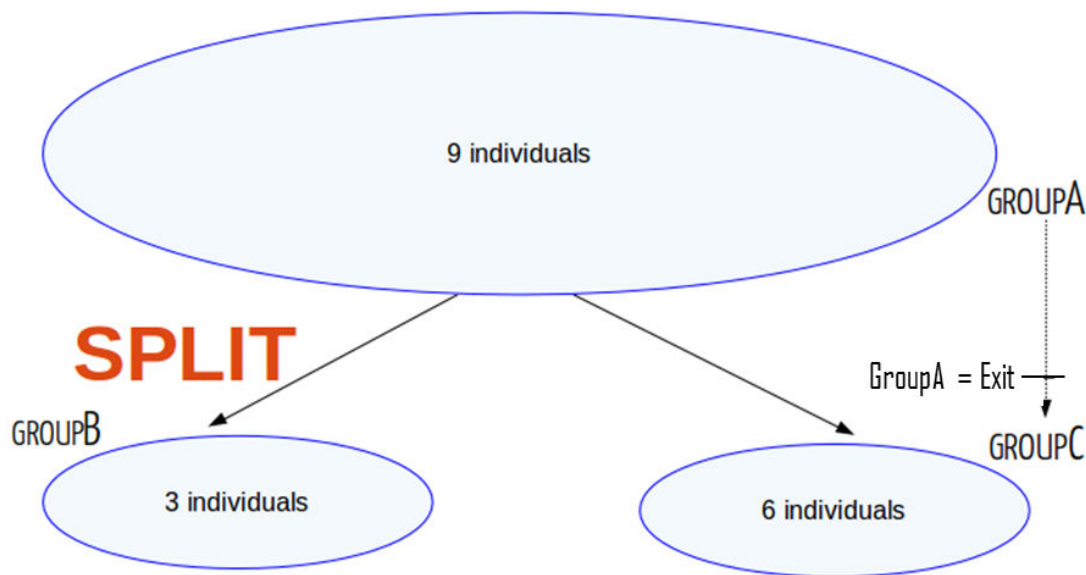 9 individuals
GROUPA
SPLIT
GroupA = Exit
GROUPB
GROUPC
3 individuals
6 individuals